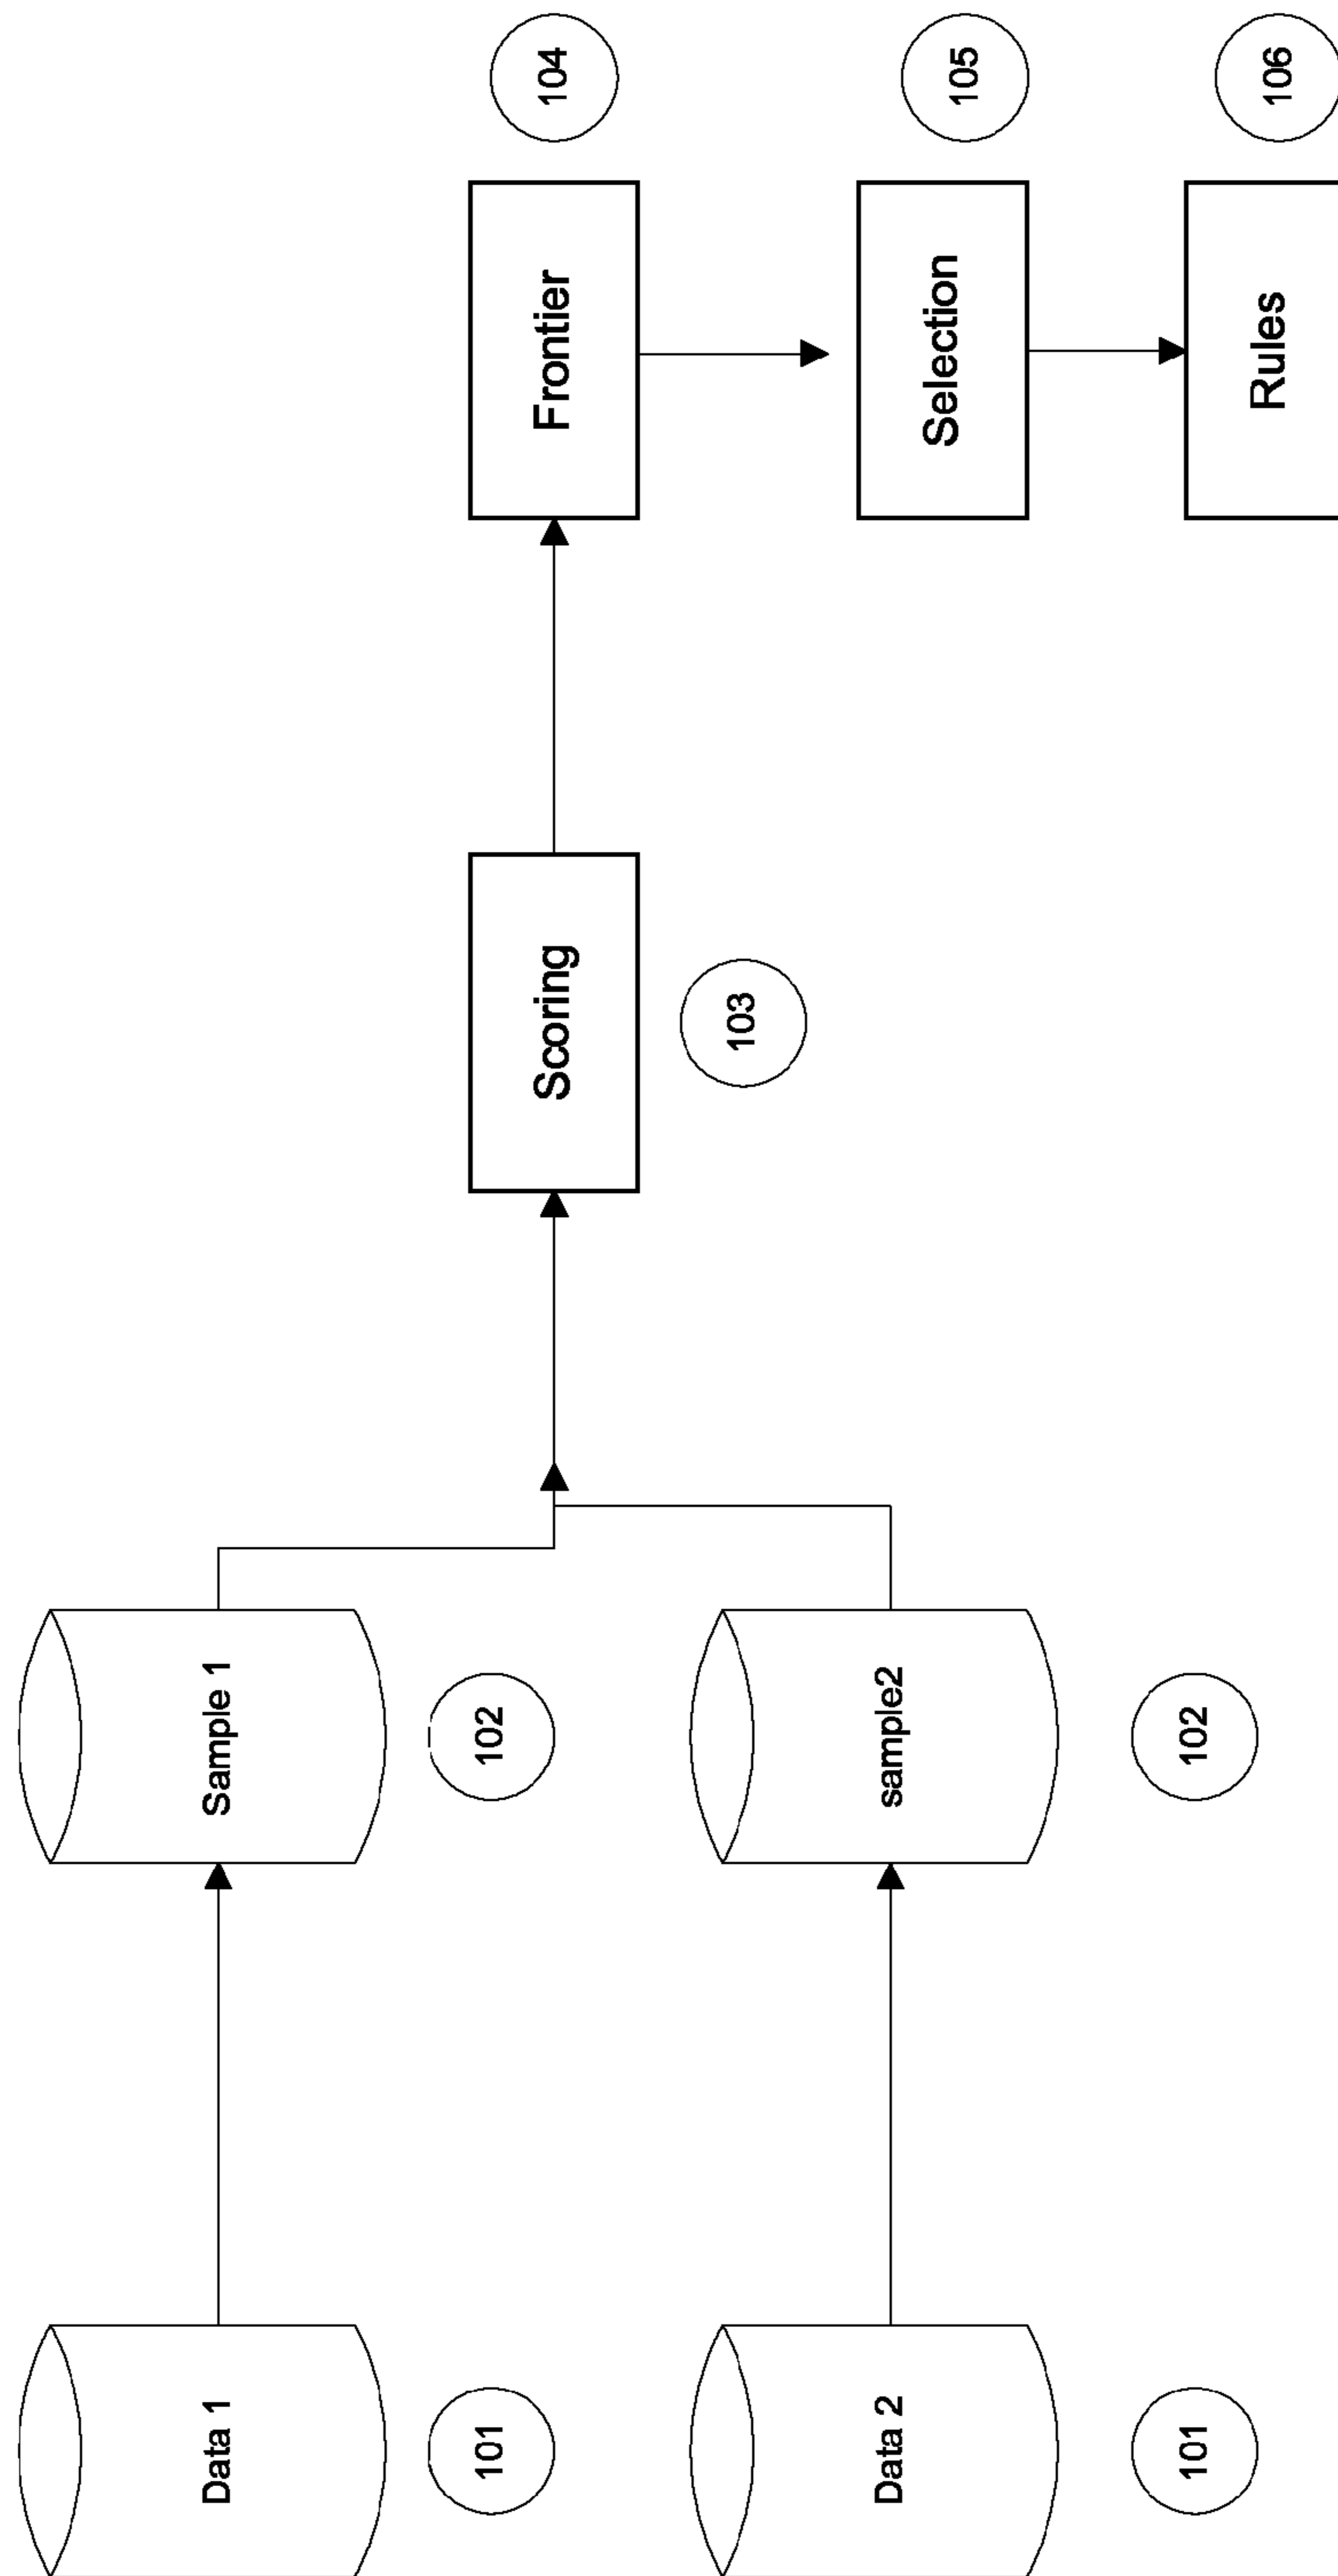 Data 1
101
Data 2
101
Sample 1
102
sample2
102
Scoring
103
Frontier
104
Selection
105
Rules
106